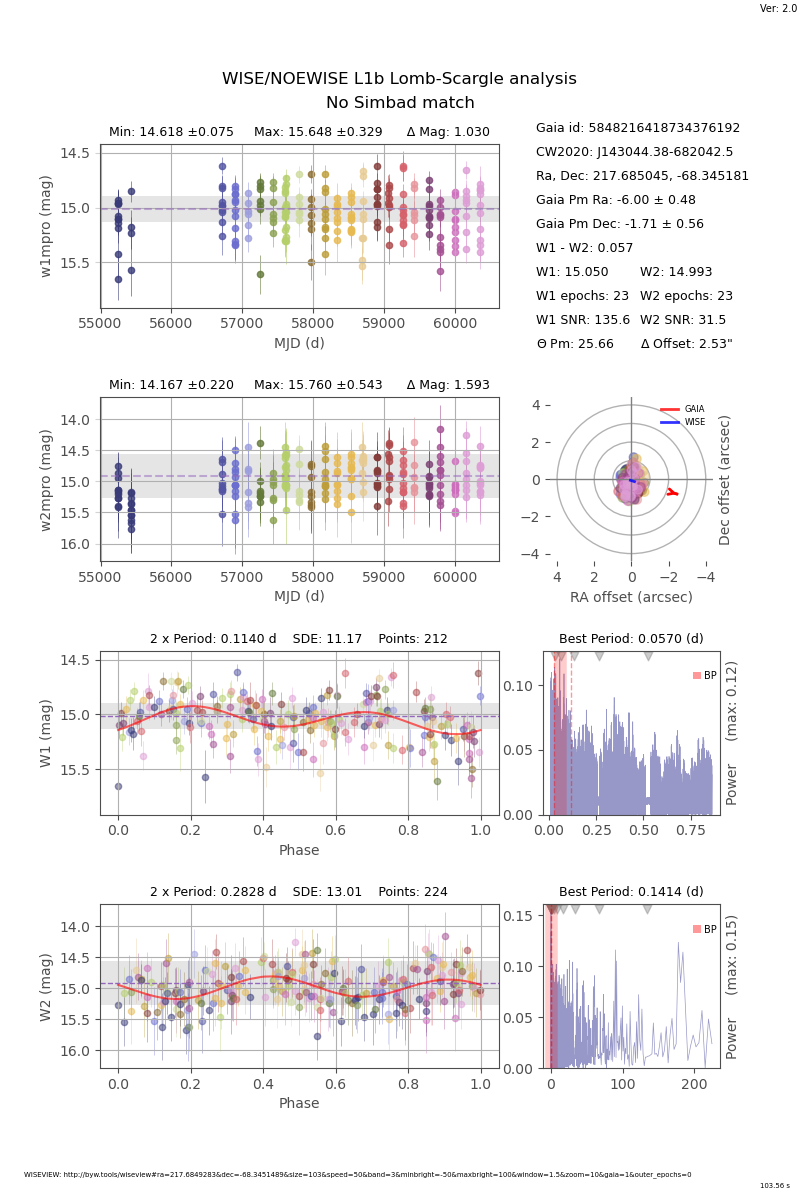 Ver: 2.0
WISE/NOEWISE L1b Lomb-Scargle analysis
No Simbad match
Min: 14.618 ±0.075 Max: 15.648 ±0.329 Δ Mag: 1.030
14.5
15.0
15.5
w1mpro (mag)
55000 56000 57000 58000 59000 60000
MJD (d)
Gaia id: 5848216418734376192
CW2020: J143044.38-682042.5
Ra, Dec: 217.685045, -68.345181
Gaia Pm Ra: -6.00 ± 0.48
Gaia Pm Dec: -1.71 ± 0.56
W1 - W2: 0.057
W1: 15.050 W2: 14.993
W1 epochs: 23 W2 epochs: 23
W1 SNR: 135.6 W2 SNR: 31.5
Θ Pm: 25.66 Δ Offset: 2.53"
Min: 14.167 ±0.220 Max: 15.760 ±0.543 Δ Mag: 1.593
14.0
14.5
15.0
15.5
16.0
w2mpro (mag)
55000 56000 57000 58000 59000 60000
MJD (d)
GAIA
WISE
4
2
0
−2
−4
Dec offset (arcsec)
4 2 0 −2 −4
RA offset (arcsec)
2 x Period: 0.1140 d SDE: 11.17 Points: 212
14.5
15.0
15.5
W1 (mag)
0.0 0.2 0.4 0.6 0.8 1.0
Phase
Best Period: 0.0570 (d)
BP
0.10
0.05
0.00
Power (max: 0.12)
0.00 0.25 0.50 0.75
2 x Period: 0.2828 d SDE: 13.01 Points: 224
14.0
14.5
15.0
15.5
16.0
W2 (mag)
0.0 0.2 0.4 0.6 0.8 1.0
Phase
Best Period: 0.1414 (d)
BP
0.15
0.10
0.05
0.00
Power (max: 0.15)
0 100 200
WISEVIEW: http://byw.tools/wiseview#ra=217.6849283&dec=-68.3451489&size=103&speed=50&band=3&minbright=-50&maxbright=100&window=1.5&zoom=10&gaia=1&outer_epochs=0
103.56 s